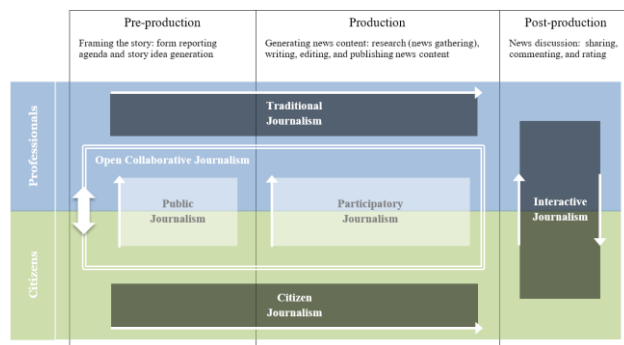 Pre-production
Production
Post-production
Framing the story: form reporting
agenda and story idea generation
Generating news content: research (news gathering),
writing, editing, and publishing news content
News discussion: sharing,
commenting, and rating
Professionals
Traditional
Journalism
Open Collaborative Journalism
Public
Journalism
Participatory
Journalism
Interactive
Journalism
Citizens
Citizen
Journalism